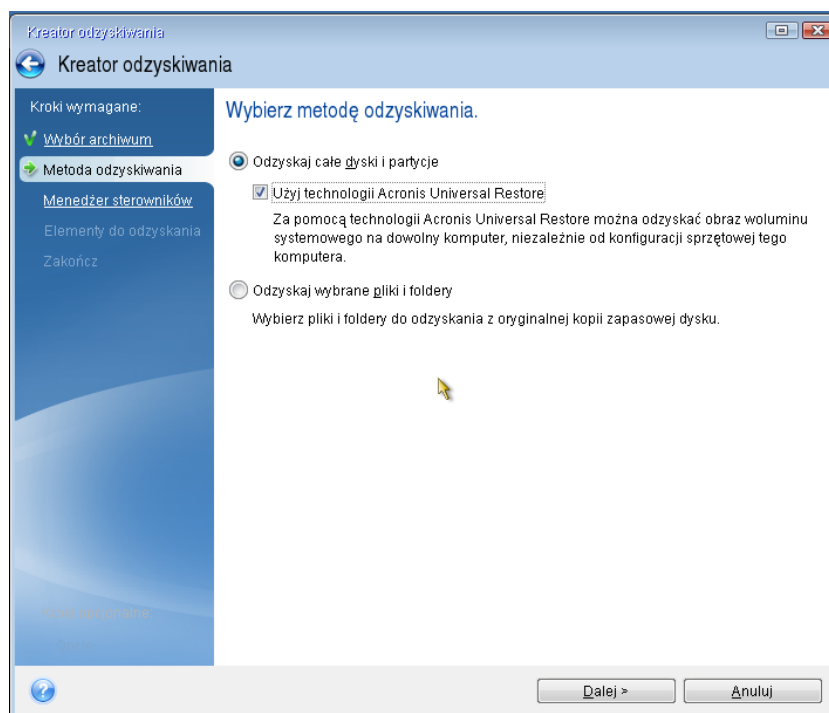 Kreator odzyskiwania
Kreator odzyskiwania
Kroki wymagane:
Wybór archiwum
Metoda odzyskiwania
Menedżer sterowników
Elementy do odzyskania
Zakończ
Wybierz metodę odzyskiwania.
Odzyskaj całe dyski i partycje
Użyj technologii Acronis Universal Restore
Za pomocą technologii Acronis Universal Restore można odzyskać obraz woluminu
systemowego na dowolny komputer, niezależnie od konfiguracji sprzętowej tego
komputera.
Odzyskaj wybrane pliki i foldery
Wybierz pliki i foldery do odzyskania z oryginalnej kopii zapasowej dysku.
Dalej >
Anuluj